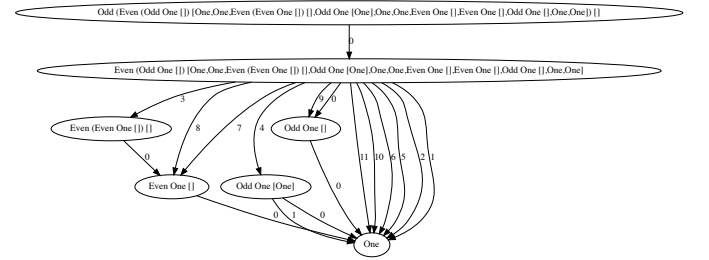 Odd (Even (Odd One []) [One,One,Even (Even One []) [],Odd One [One],One,One,Even One [],Even One [],Odd One [],One,One]) []
0
Even (Odd One []) [One,One,Even (Even One []) [],Odd One [One],One,One,Even One [],Even One [],Odd One [],One,One]
3 9 0
Even (Even One []) [] 8 7 4 Odd One []
0 11 10 6 5 2 1
Even One [] Odd One [One] 0
0 1 0
One